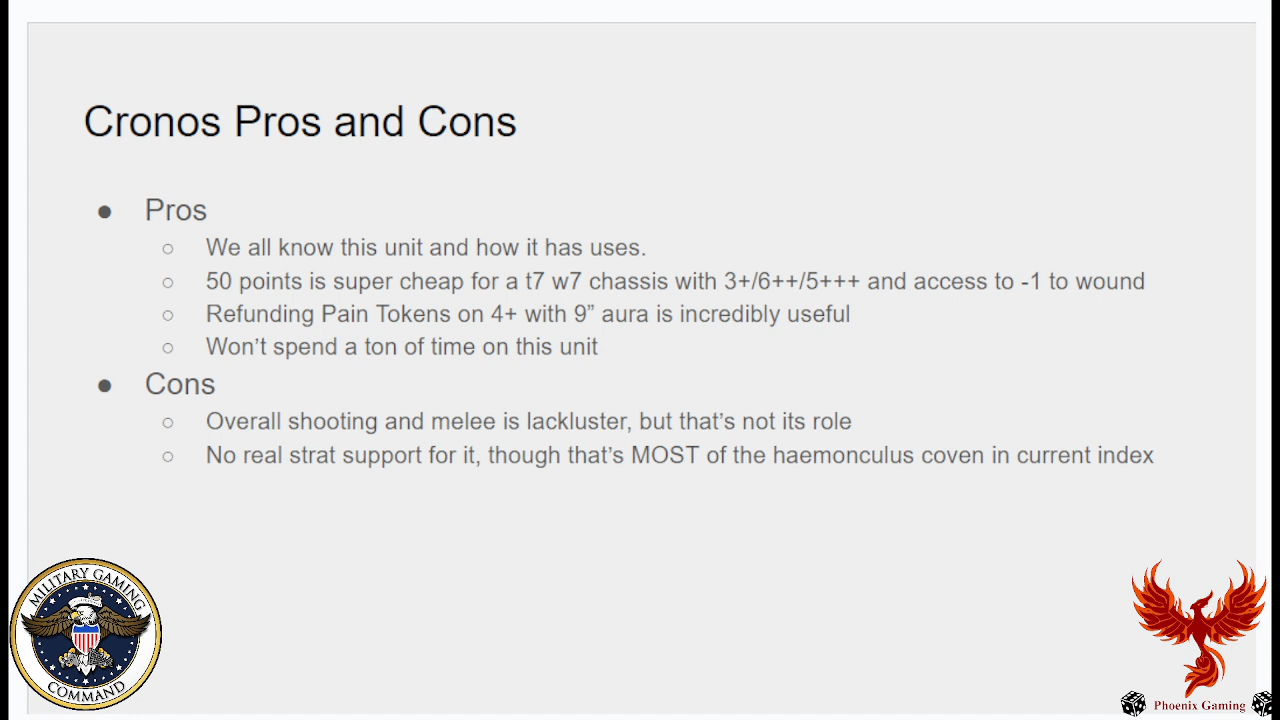 Cronos Pros and Cons
● Pros
○ We all know this unit and how it has uses.
○ 50 points is super cheap for a t7 w7 chassis with 3+/6++/5+++ and access to -1 to wound
○ Refunding Pain Tokens on 4+ with 9” aura is incredibly useful
○ Won’t spend a ton of time on this unit
● Cons
○ Overall shooting and melee is lackluster, but that’s not its role
○ No real strat support for it, though that’s MOST of the haemonculus coven in current index
MILITARY GAMING
COMMAND
Phoenix Gaming